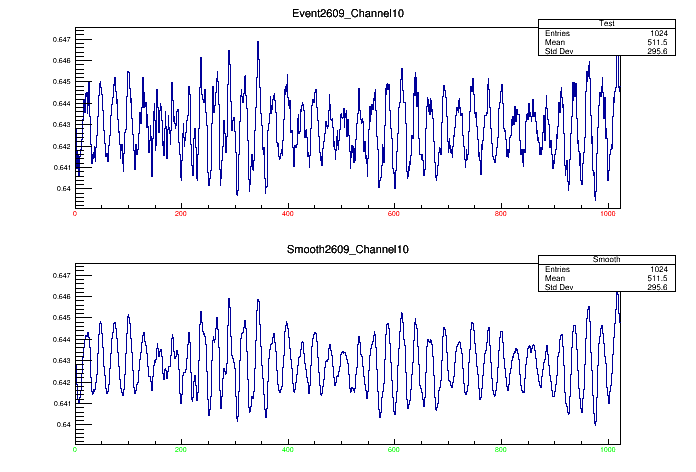 Event2609_Channel10
Test
Entries 1024
Mean 511.5
Std Dev 295.6
0.647
0.646
0.645
0.644
0.643
0.642
0.641
0.64
0 200 400 600 800 1000
Smooth2609_Channel10
Smooth
Entries 1024
Mean 511.5
Std Dev 295.6
0.647
0.646
0.645
0.644
0.643
0.642
0.641
0.64
0 200 400 600 800 1000